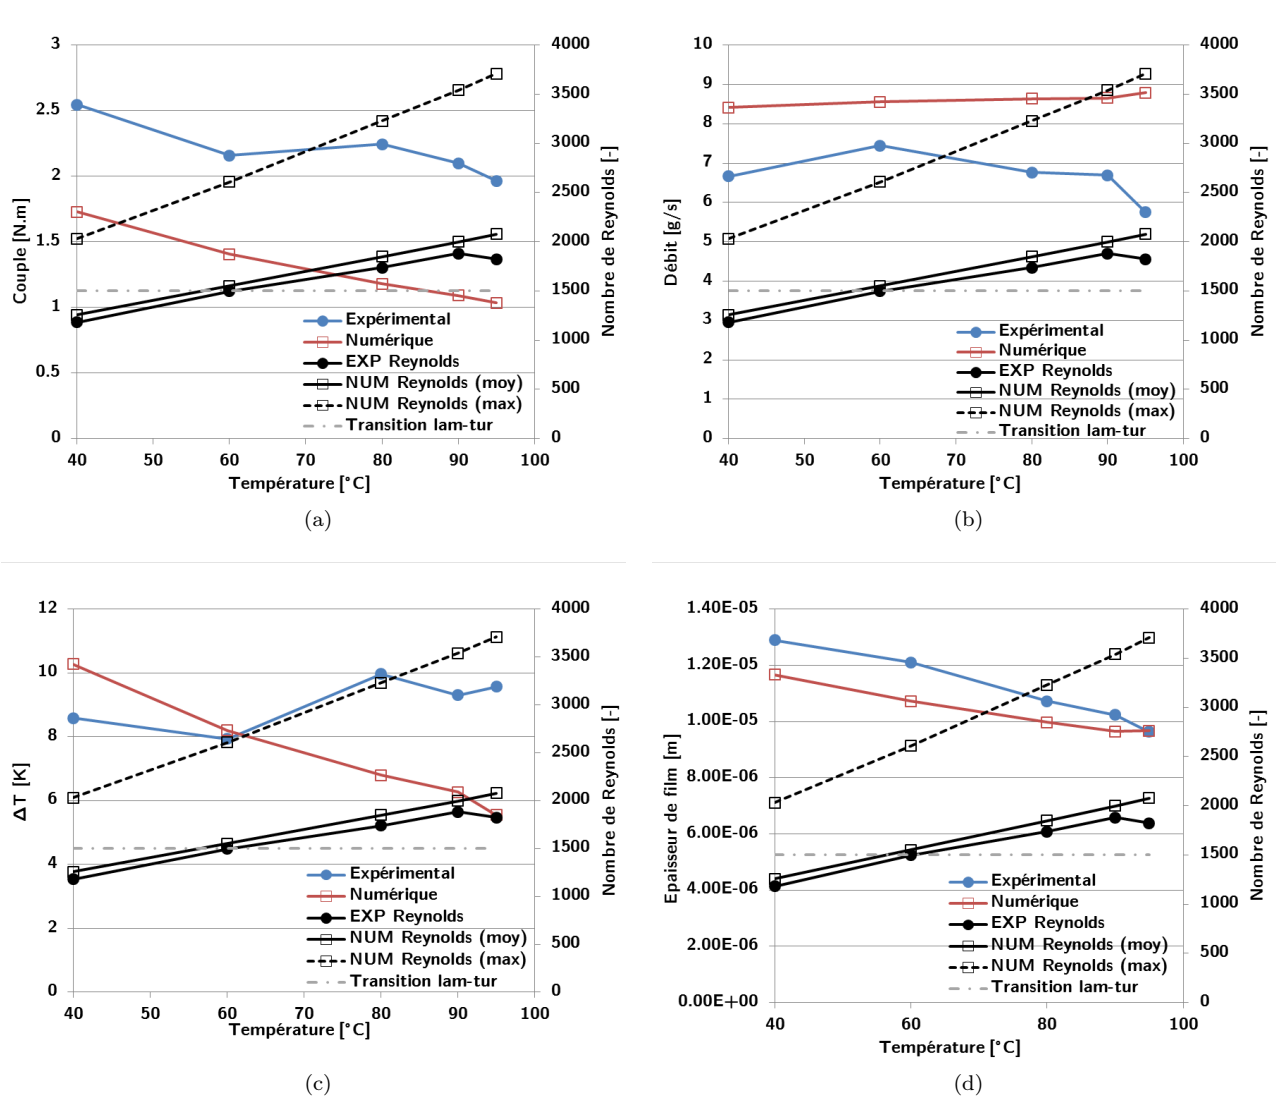 3
2.5
2
1.5
1
0.5
0
Couple [N.m]
4000
3500
3000
2500
2000
1500
1000
500
0
Nombre de Reynolds [-]
40 50 60 70 80 90 100
Température [°C]
Expérimental
Numérique
EXP Reynolds
NUM Reynolds (moy)
NUM Reynolds (max)
Transition lam-tur
(a)
10
9
8
7
6
5
4
3
2
1
0
Débit [g/s]
4000
3500
3000
2500
2000
1500
1000
500
0
Nombre de Reynolds [-]
40 50 60 70 80 90 100
Température [°C]
Expérimental
Numérique
EXP Reynolds
NUM Reynolds (moy)
NUM Reynolds (max)
Transition lam-tur
(b)
12
10
8
6
4
2
0
ΔT [K]
4000
3500
3000
2500
2000
1500
1000
500
0
Nombre de Reynolds [-]
40 50 60 70 80 90 100
Température [°C]
Expérimental
Numérique
EXP Reynolds
NUM Reynolds (moy)
NUM Reynolds (max)
Transition lam-tur
(c)
1.40E-05
1.20E-05
1.00E-05
8.00E-06
6.00E-06
4.00E-06
2.00E-06
0.00E+00
Epaisseur de film [m]
4000
3500
3000
2500
2000
1500
1000
500
0
Nombre de Reynolds [-]
40 60 80 100
Température [°C]
Expérimental
Numérique
EXP Reynolds
NUM Reynolds (moy)
NUM Reynolds (max)
Transition lam-tur
(d)